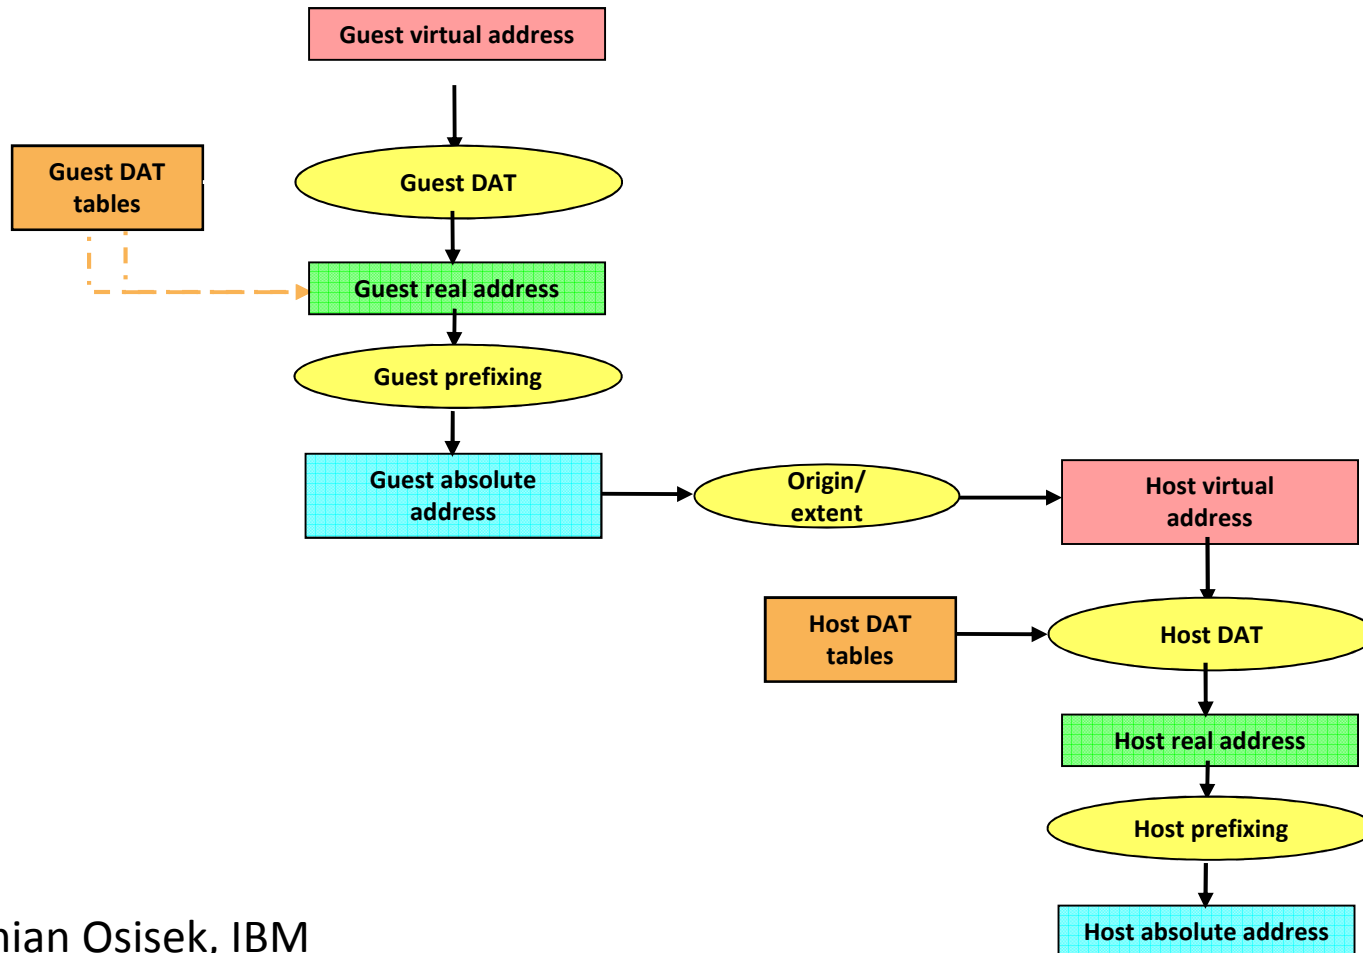 Guest virtual address
Guest DAT
tables
Guest DAT
Guest real address
Guest prefixing
Guest absolute
address
Origin/
extent
Host virtual
address
Host DAT
tables
Host DAT
Host real address
Host prefixing
Host absolute address
Osisek, IBM